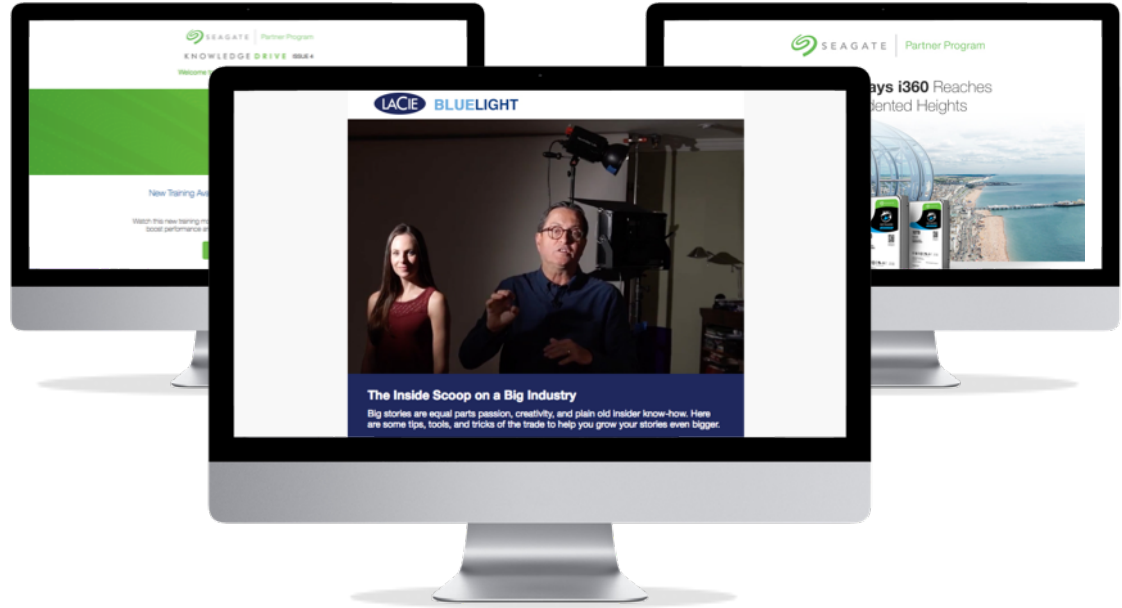 SEAGATE Partner Program
KNOWLEDGE DRIVE ISSUE 4
Welcome
New Training
Watch this new training
boost performance
LACIE BLUELIGHT
The Inside Scoop on a Big Industry
Big stories are equal parts passion, creativity, and plain old insider know-how. Here
are some tips, tools, and tricks of the trade to help you grow your stories even bigger.
SEAGATE Partner Program
i360 Reaches
Heights